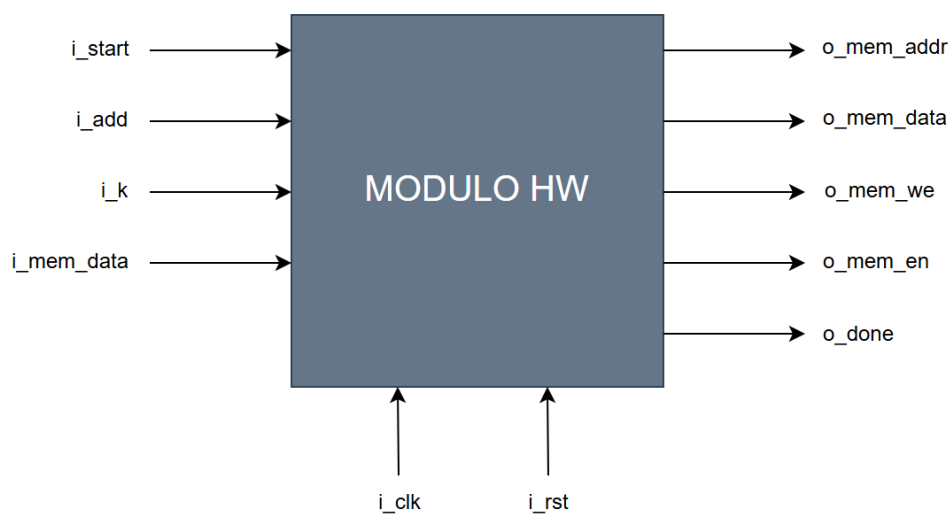 i_start
i_add
i_k
i_mem_data
MODULO HW
o_mem_addr
o_mem_data
o_mem_we
o_mem_en
o_done
i_clk
i_rst